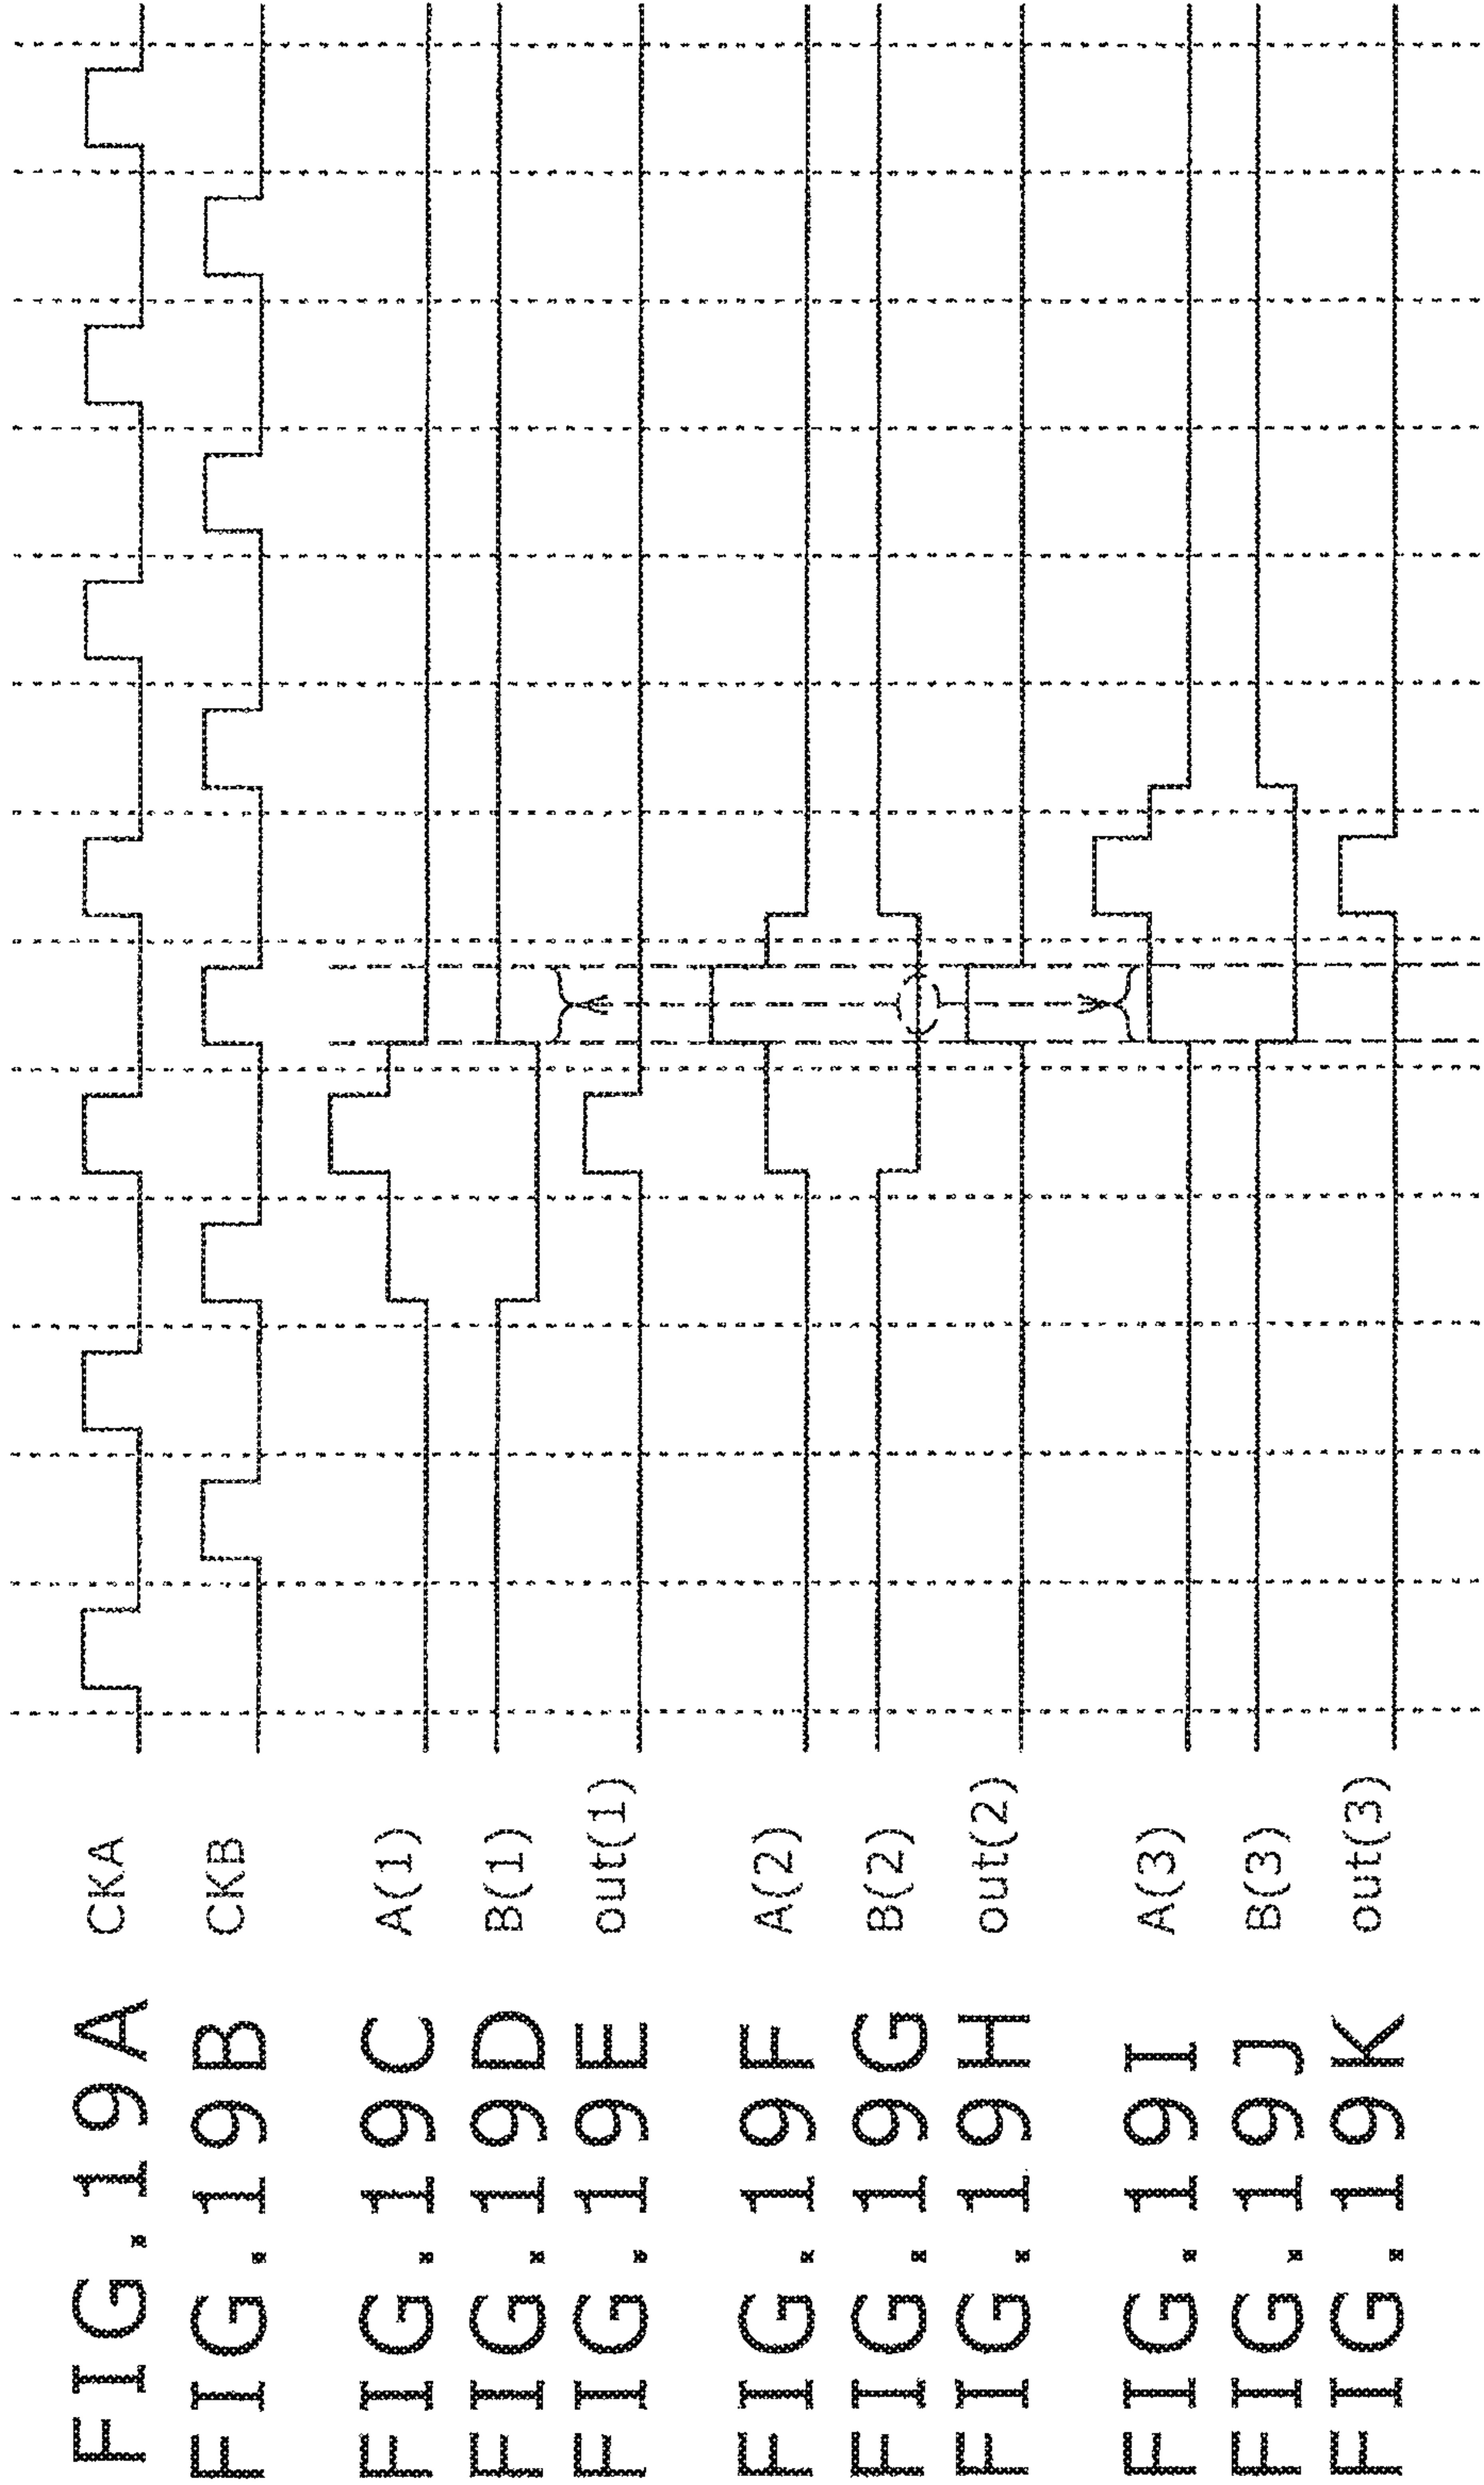 FIG.19A CKA
FIG.19B CKB
FIG.19C A(1)
FIG.19D B(1)
FIG.19E out(1)
FIG.19F A(2)
FIG.19G B(2)
FIG.19H out(2)
FIG.19I A(3)
FIG.19J B(3)
FIG.19K out(3)